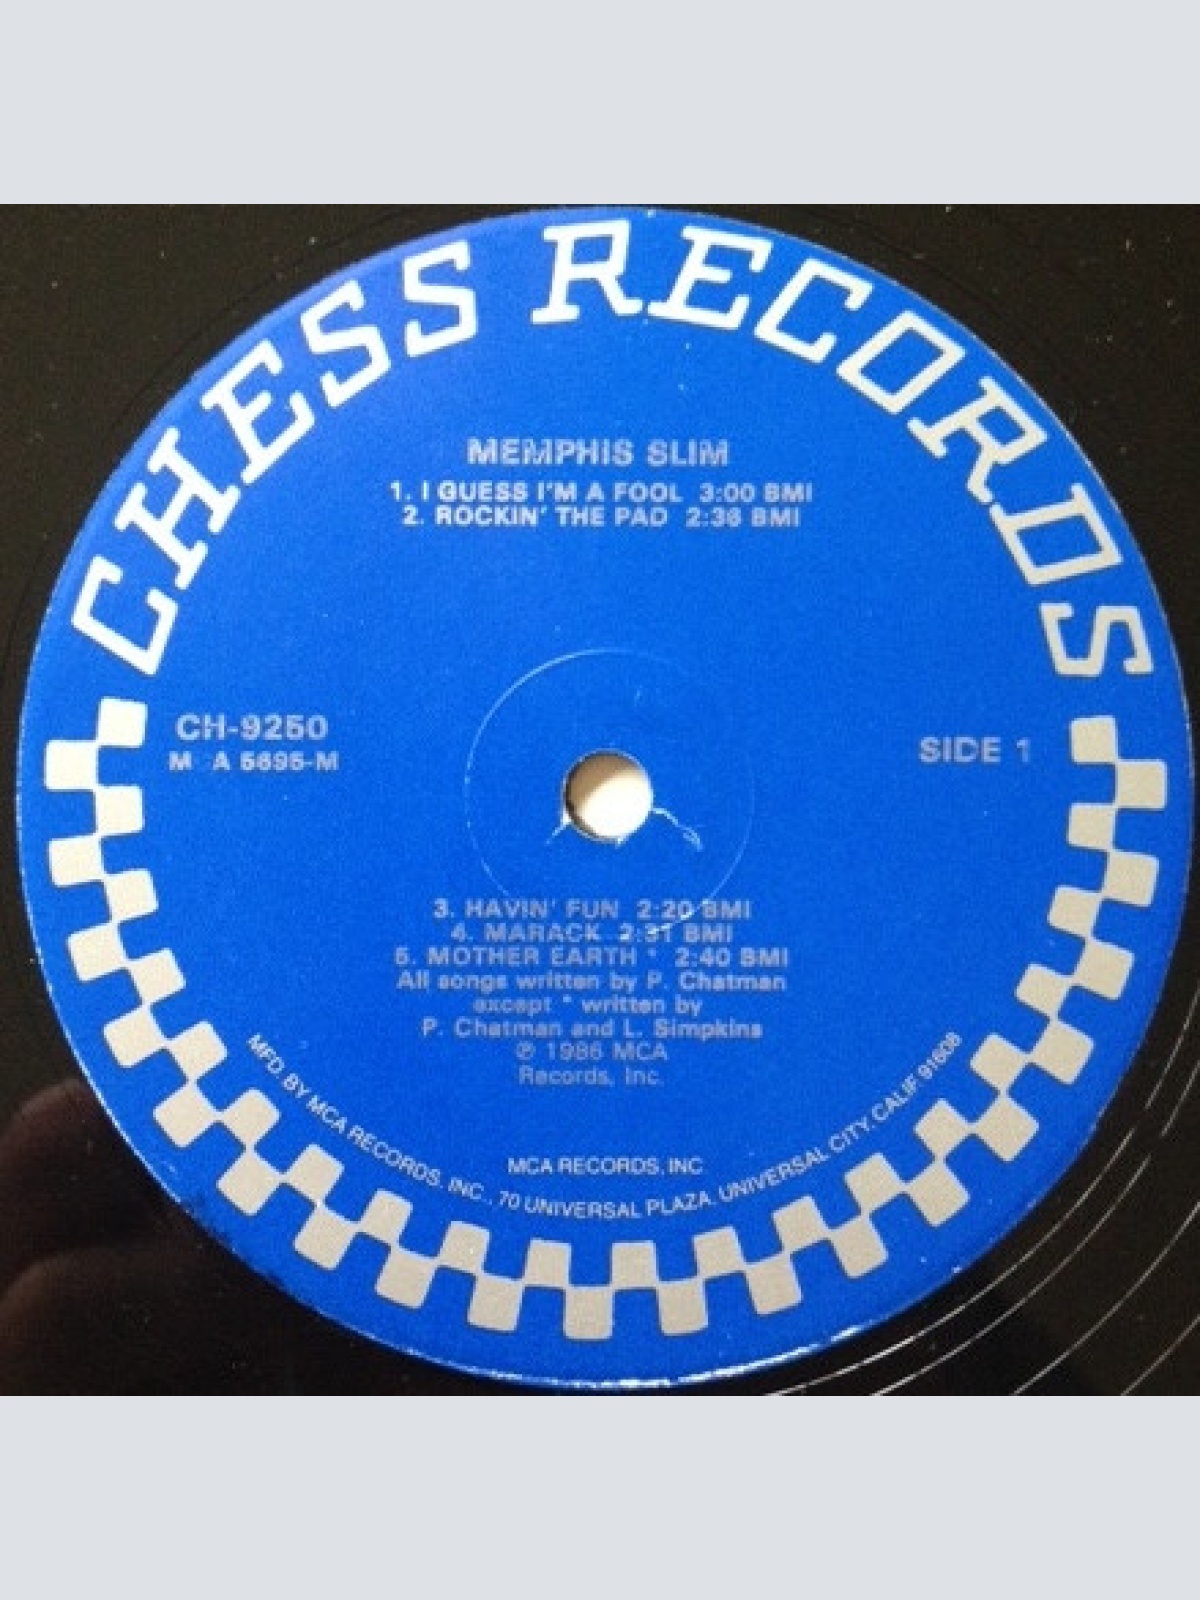 CHESS RECORDS
MEMPHIS SLIM
1. I GUESS I'M A FOOL 3:00 BMI
2. ROCKIN' THE PAD 2:36 BMI
CH-9250
M A 5695-M
SIDE 1
3. HAVIN' FUN 2:20 BMI
4. MARACK 2:31 BMI
5. MOTHER EARTH * 2:40 BMI
All songs written by P. Chatman
except * written by
P. Chatman and L. Simpkins
℗ 1986 MCA
Records, Inc.
MCA RECORDS, INC
MFD. BY MCA RECORDS, INC., 70 UNIVERSAL PLAZA, UNIVERSAL CITY, CALIF. 91608